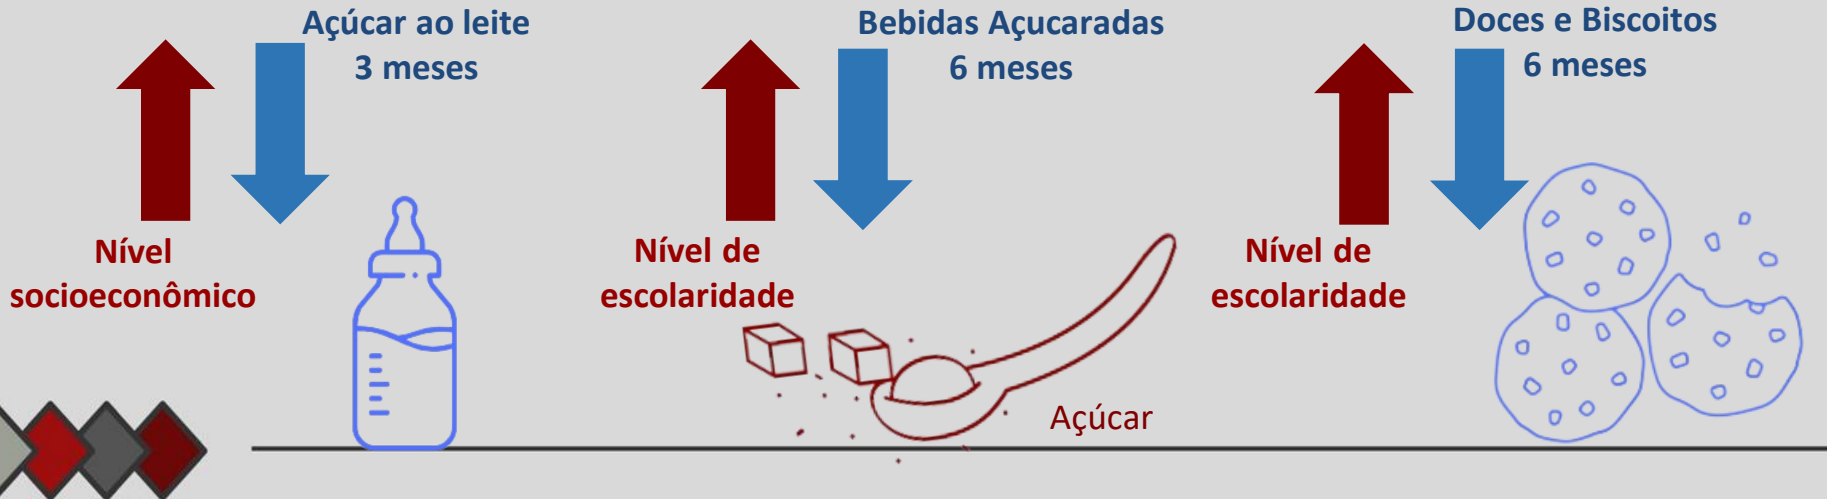 Açúcar ao leite
3 meses
Nível
socioeconômico
Bebidas Açucaradas
6 meses
Nível de
escolaridade
Açúcar
Doces e Biscoitos
6 meses
Nível de
escolaridade